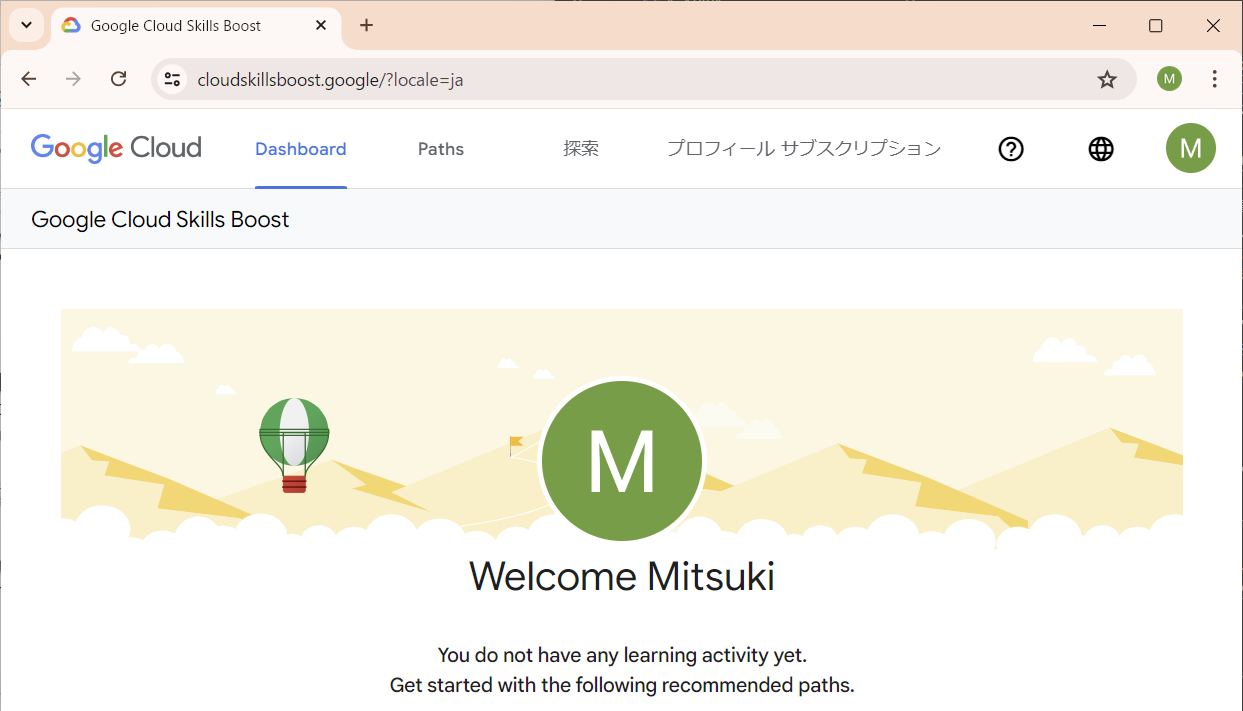 Google Cloud Skills Boost
cloudskillsboost.google/?locale=ja
M
Google Cloud
Dashboard
Paths
探索
プロフィール サブスクリプション
M
Google Cloud Skills Boost
M
Welcome Mitsuki
You do not have any learning activity yet.
Get started with the following recommended paths.